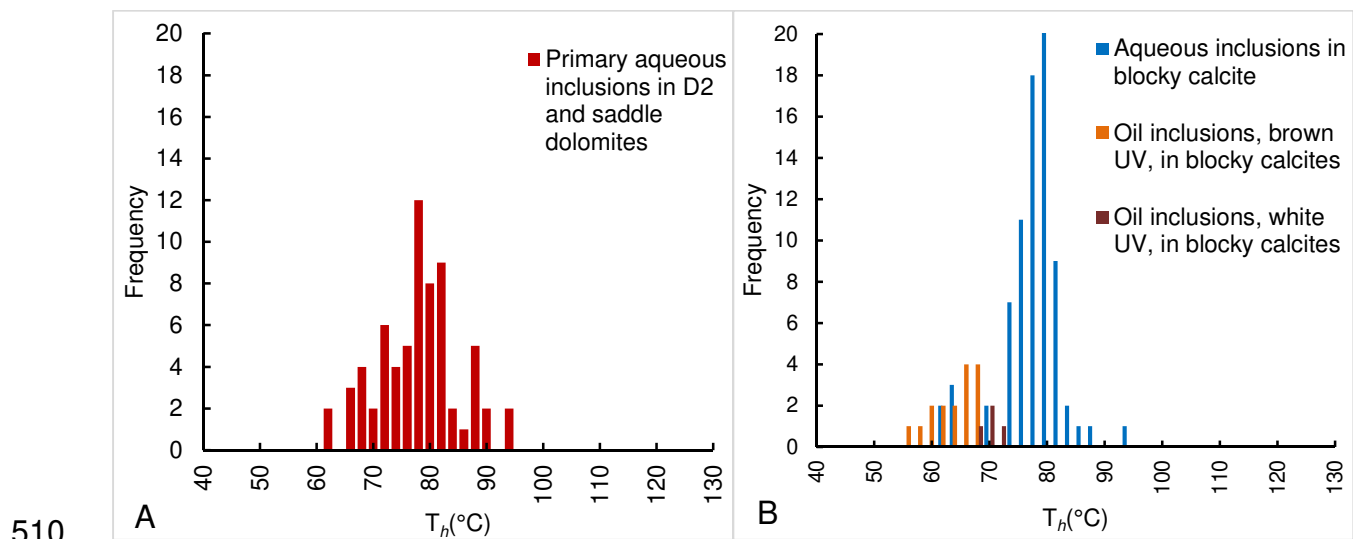 20
18
16
14
12
10
8
6
4
2
0
Frequency
40
50
60
70
80
90
100
110
120
130
Th(°C)
A
Primary aqueous
inclusions in D2
and saddle
dolomites
20
18
16
14
12
10
8
6
4
2
0
Frequency
40
50
60
70
80
90
100
110
120
130
Th(°C)
B
Aqueous inclusions in
blocky calcite
Oil inclusions, brown
UV, in blocky calcites
Oil inclusions, white
UV, in blocky calcites
510